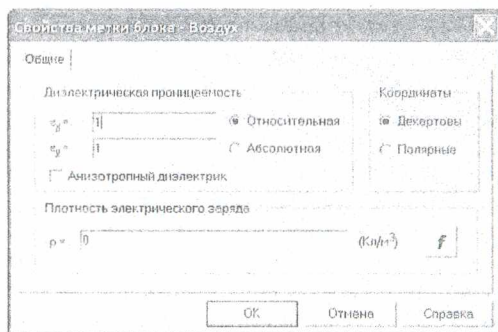 Свойства метки блока - Воздух
Общие
Диэлектрическая проницаемость
εx = 1 Относительная
εy = 1 Абсолютная
Анизотропный диэлектрик
Координаты
Декартовы
Полярные
Плотность электрического заряда
ρ = 0 (Кл/м³) f
ОК Отмена Справка